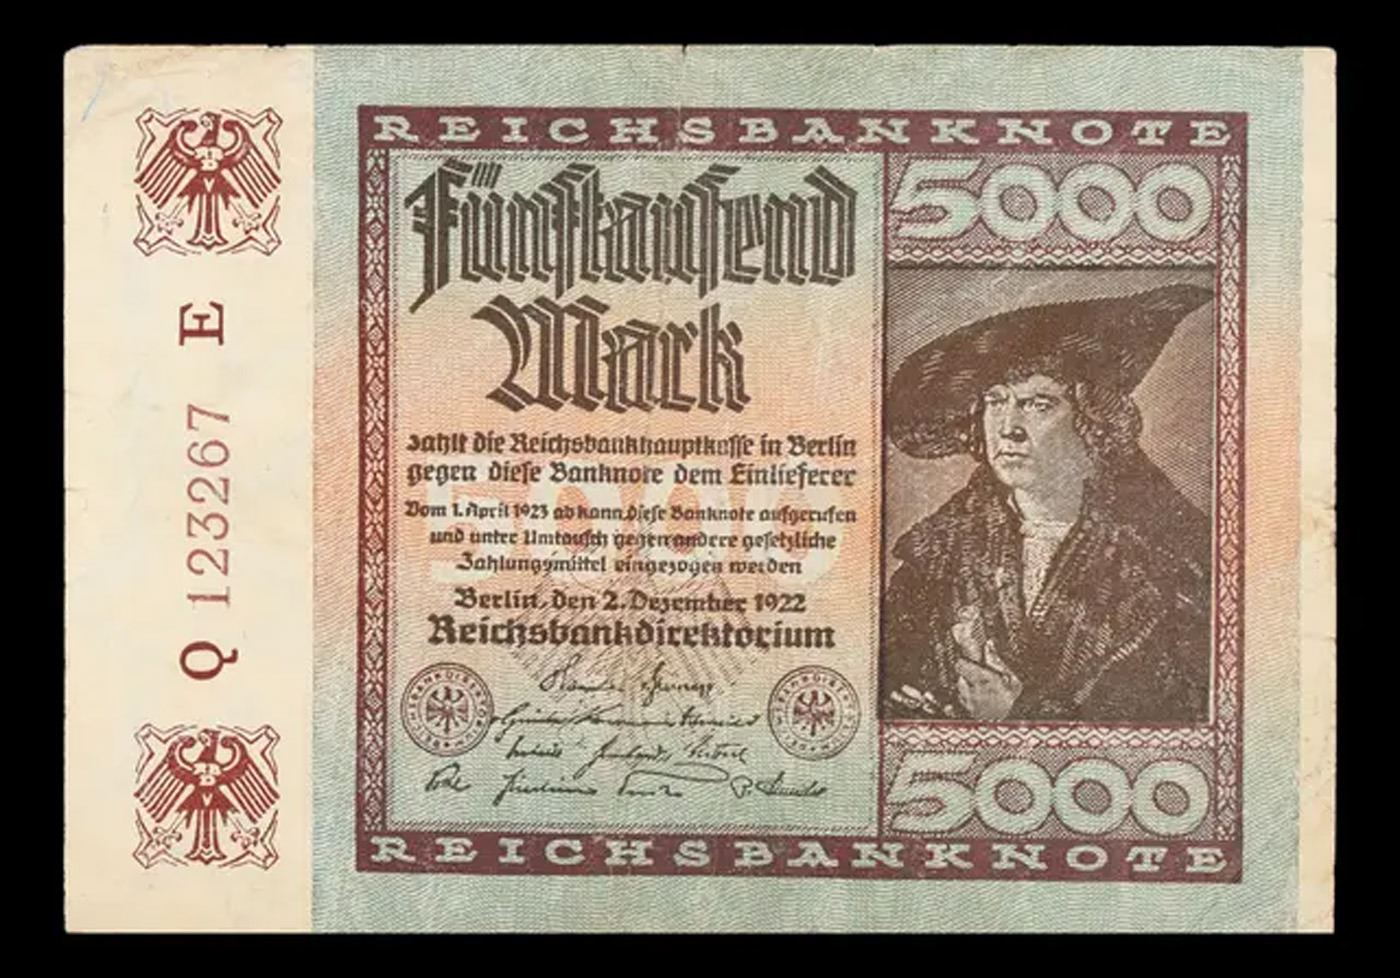 REICHSBANKNOTE
Fünftausend
Mark
5000
zahlt die Reichsbankhauptkasse in Berlin
gegen diese Banknote dem Einlieferer
Vom 1. April 1923 ab kann diese Banknote aufgerufen
und unter Umtausch gegen andere gesetzliche
Zahlungsmittel eingezogen werden
Berlin, den 2. Dezember 1922
Reichsbankdirektorium
5000
5000
REICHSBANKNOTE
Q 123267 E